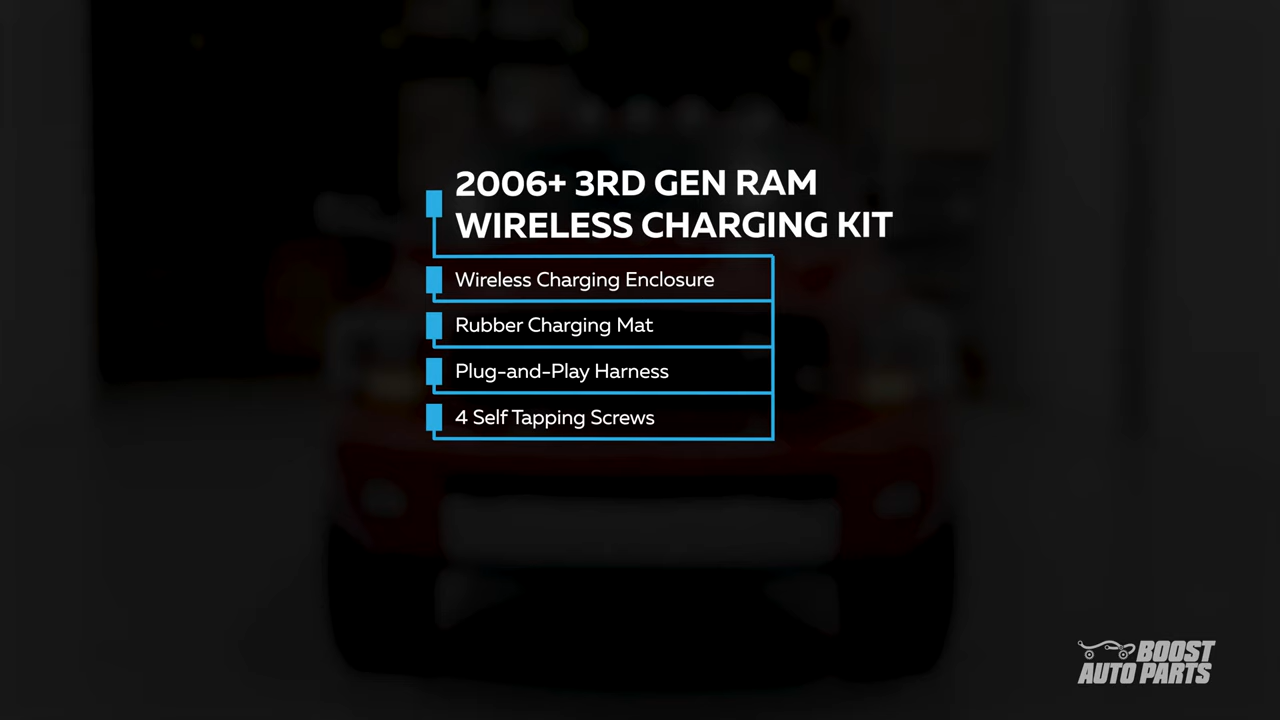 2006+ 3RD GEN RAM
WIRELESS CHARGING KIT
Wireless Charging Enclosure
Rubber Charging Mat
Plug-and-Play Harness
4 Self Tapping Screws
BOOST
AUTO PARTS